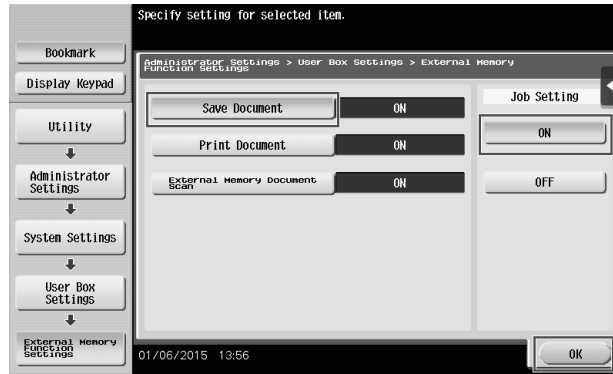 Specify setting for selected item.
Bookmark
Display Keypad
Utility
Administrator
Settings
System Settings
User Box
Settings
External Memory
Function
Settings
Administrator Settings > User Box Settings > External Memory
Function Settings
Save Document
ON
Print Document
ON
External Memory Document
Scan
ON
Job Setting
ON
OFF
01/06/2015 13:56
OK